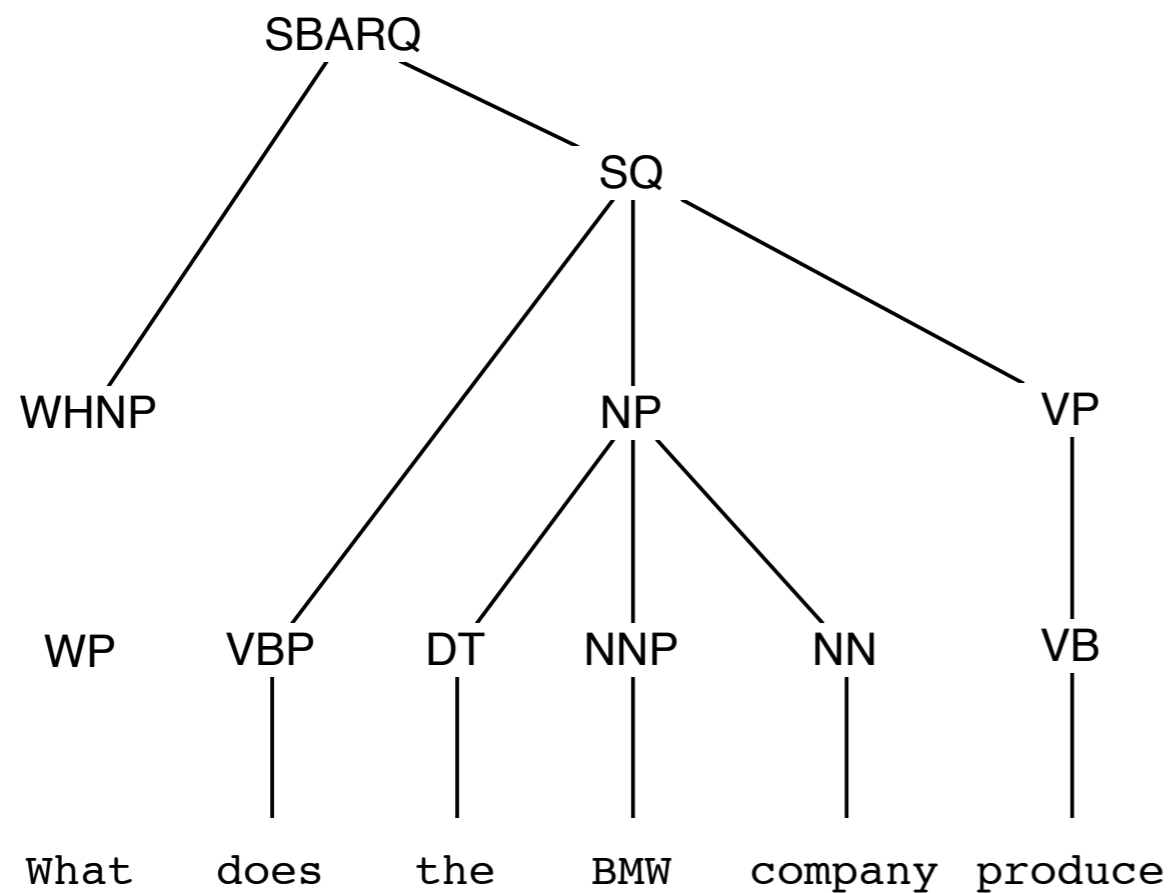 SBARQ
SQ
WHNP NP VP
WP VBP DT NNP NN VB
What does the BMW company produce